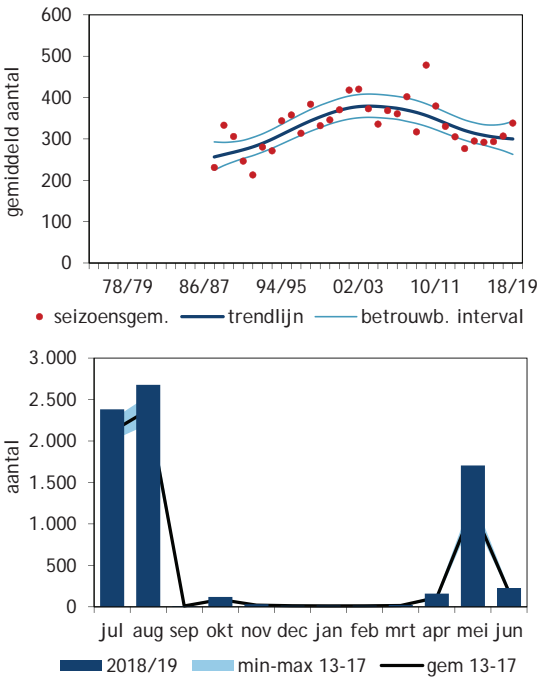 600
500
400
300
200
100
0
gemiddeld aantal
78/79 86/87 94/95 02/03 10/11 18/19
seizoensgem. trendlijn betrouwb. interval
3.000
2.500
2.000
1.500
1.000
500
0
aantal
jul aug sep okt nov dec jan feb mrt apr mei jun
2018/19 min-max 13-17 gem 13-17